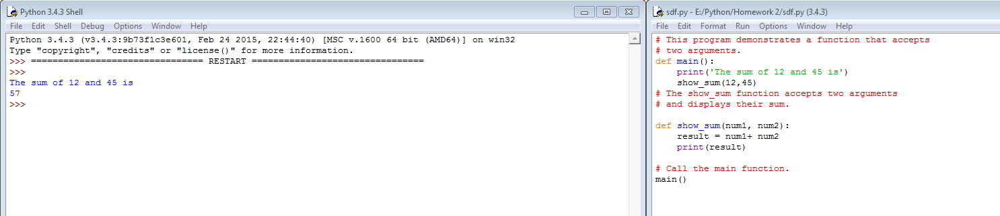 Python 3.4.3 Shell
File Edit Shell Debug Options Window Help
Python 3.4.3 (v3.4.3:9b73f1c3e601, Feb 24 2015, 22:44:40) [MSC v.1600 64 bit (AMD64)] on win32
Type "copyright", "credits" or "license()" for more information.
>>> ================================ RESTART ================================
>>>
The sum of 12 and 45 is
57
>>>
sdf.py - E:/Python/Homework 2/sdf.py (3.4.3)
File Edit Format Run Options Window Help
# This program demonstrates a function that accepts
# two arguments.
def main():
    print('The sum of 12 and 45 is')
    show_sum(12,45)
# The show_sum function accepts two arguments
# and displays their sum.
def show_sum(num1, num2):
    result = num1+ num2
    print(result)
# Call the main function.
main()